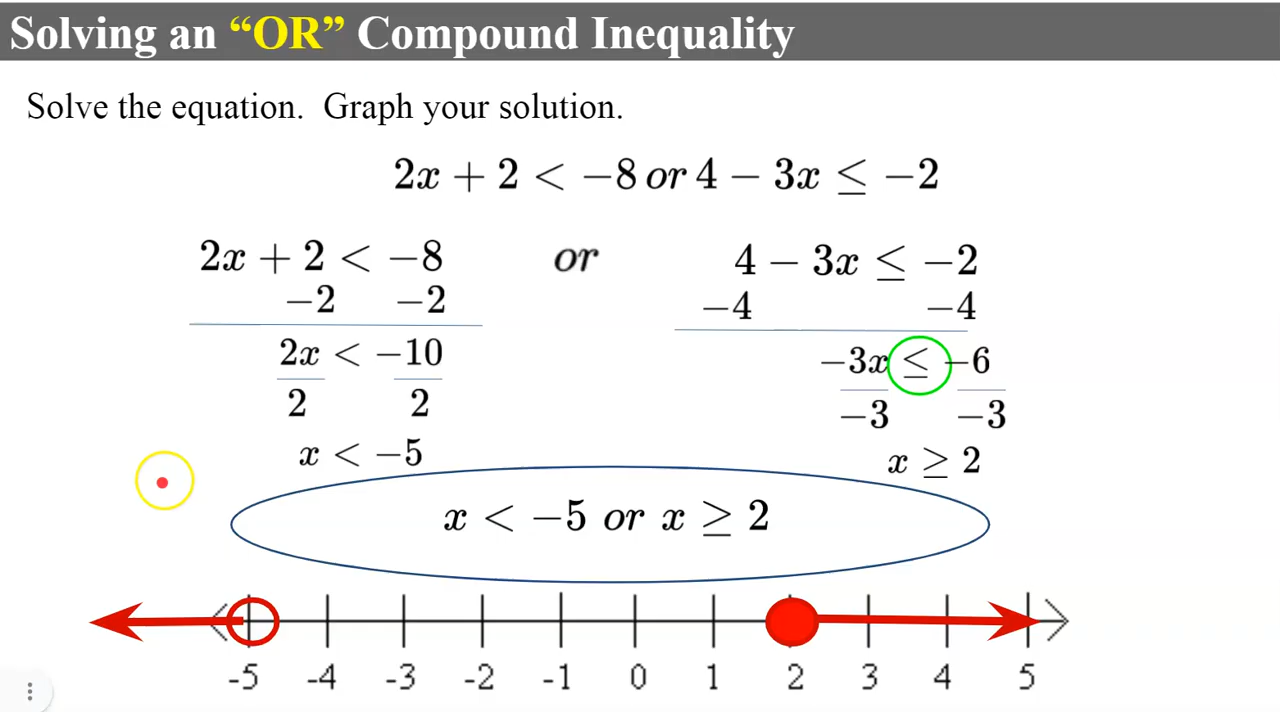 Solving an “OR” Compound Inequality
Solve the equation. Graph your solution.
2x + 2 < −8 or 4 − 3x ≤ −2
2x + 2 < −8 or 4 − 3x ≤ −2
−2 −2 −4 −4
2x < −10 −3x ≤ −6
2 2 −3 −3
x < −5 x ≥ 2
x < −5 or x ≥ 2
-5 -4 -3 -2 -1 0 1 2 3 4 5